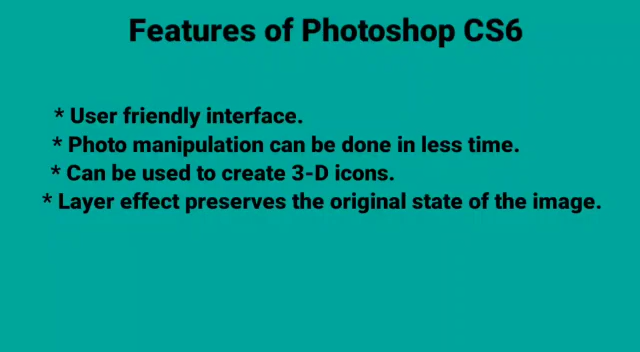 Features of Photoshop CS6
* User friendly interface.
* Photo manipulation can be done in less time.
* Can be used to create 3-D icons.
* Layer effect preserves the original state of the image.